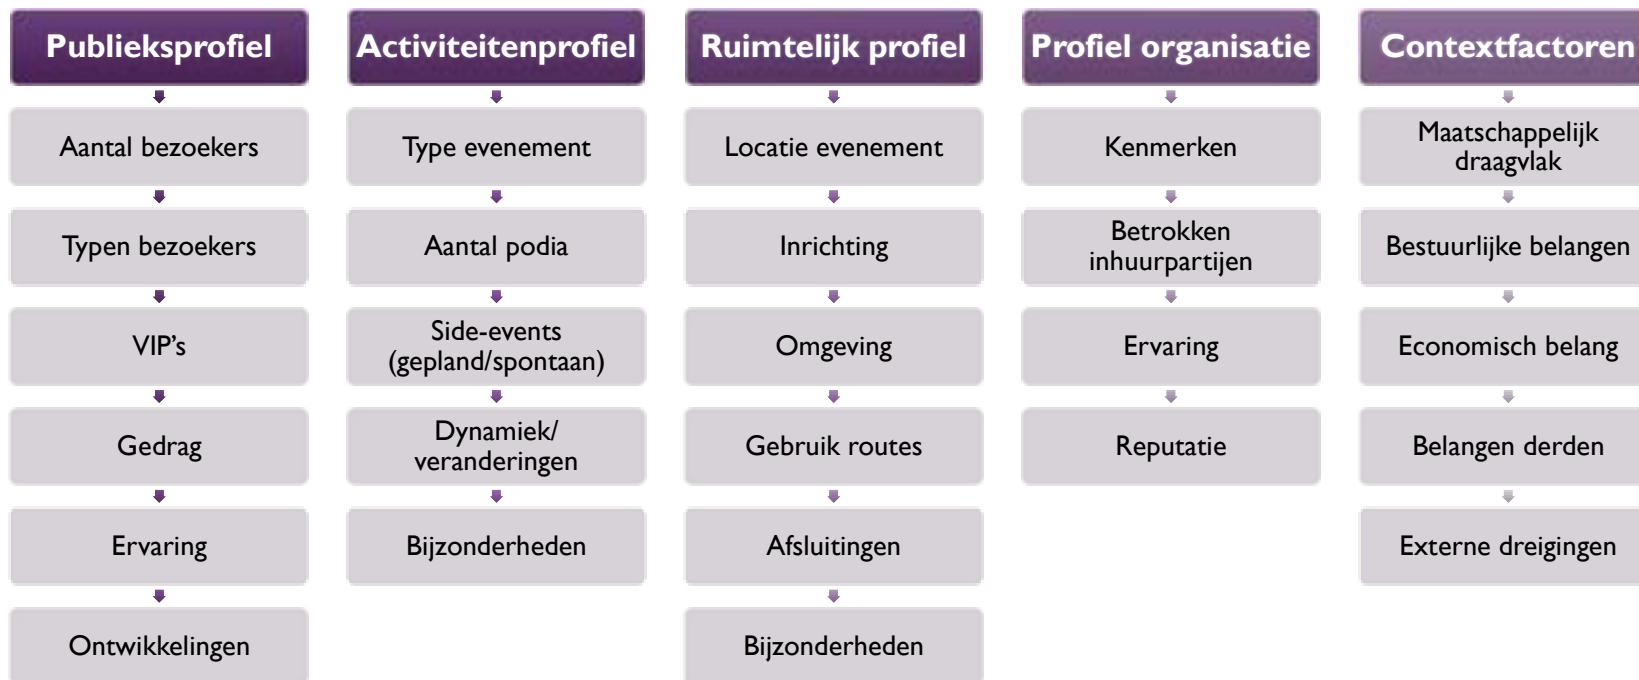 Publieksprofiel
Aantal bezoekers
Typen bezoekers
VIP’s
Gedrag
Ervaring
Ontwikkelingen
Activiteitenprofiel
Type evenement
Aantal podia
Side-events
(gepland/spontaan)
Dynamiek/
veranderingen
Bijzonderheden
Ruimtelijk profiel
Locatie evenement
Inrichting
Omgeving
Gebruik routes
Afsluitingen
Bijzonderheden
Profiel organisatie
Kenmerken
Betrokken
inhuurpartijen
Ervaring
Reputatie
Contextfactoren
Maatschappelijk
draagvlak
Bestuurlijke belangen
Economisch belang
Belangen derden
Externe dreigingen